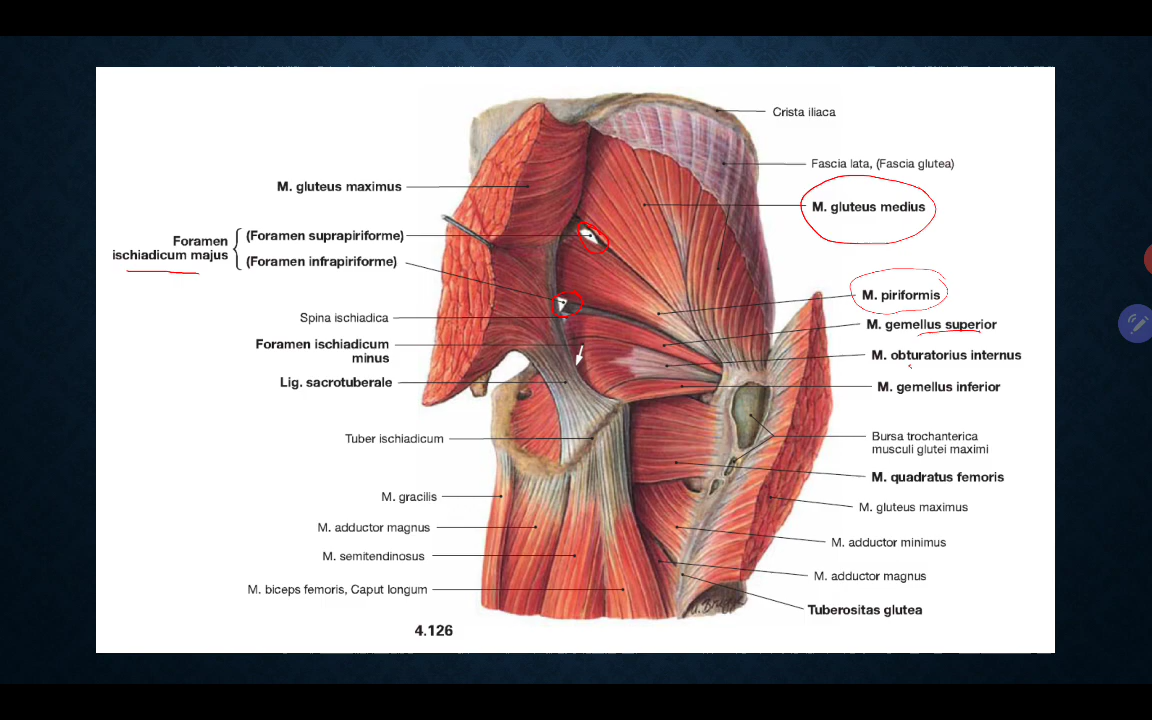 Crista iliaca
Fascia lata, (Fascia glutea)
M. gluteus maximus
M. gluteus medius
Foramen
ischiadicum majus
(Foramen suprapiriforme)
(Foramen infrapiriforme)
M. piriformis
Spina ischiadica
M. gemellus superior
Foramen ischiadicum
minus
M. obturatorius internus
Lig. sacrotuberale
M. gemellus inferior
Tuber ischiadicum
Bursa trochanterica
musculi glutei maximi
M. quadratus femoris
M. gracilis
M. gluteus maximus
M. adductor magnus
M. adductor minimus
M. semitendinosus
M. adductor magnus
M. biceps femoris, Caput longum
Tuberositas glutea
4.126